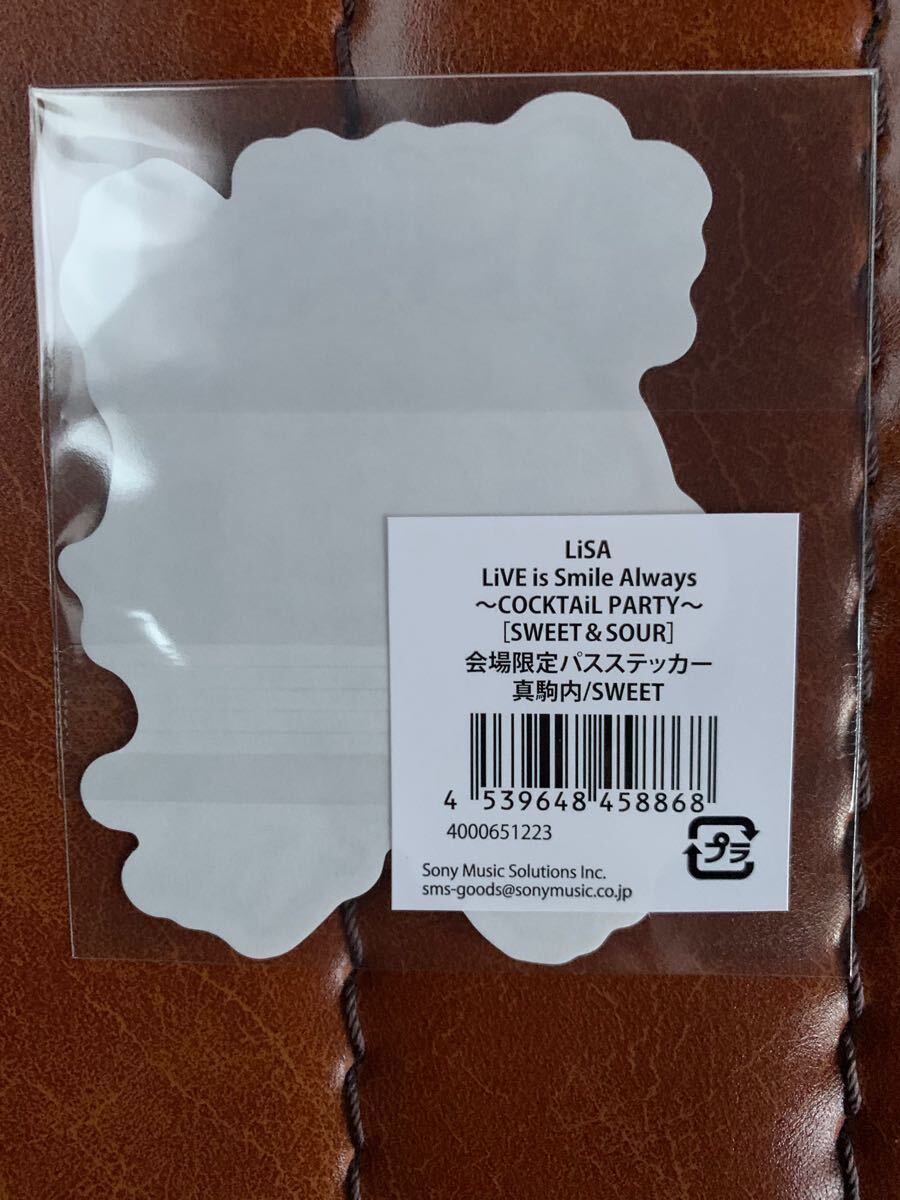 LiSA
LiVE is Smile Always
～COCKTAiL PARTY～
［SWEET＆SOUR］
会場限定パスステッカー
真駒内/SWEET
4 539648 458868
4000651223
プラ
Sony Music Solutions Inc.
sms-goods@sonymusic.co.jp